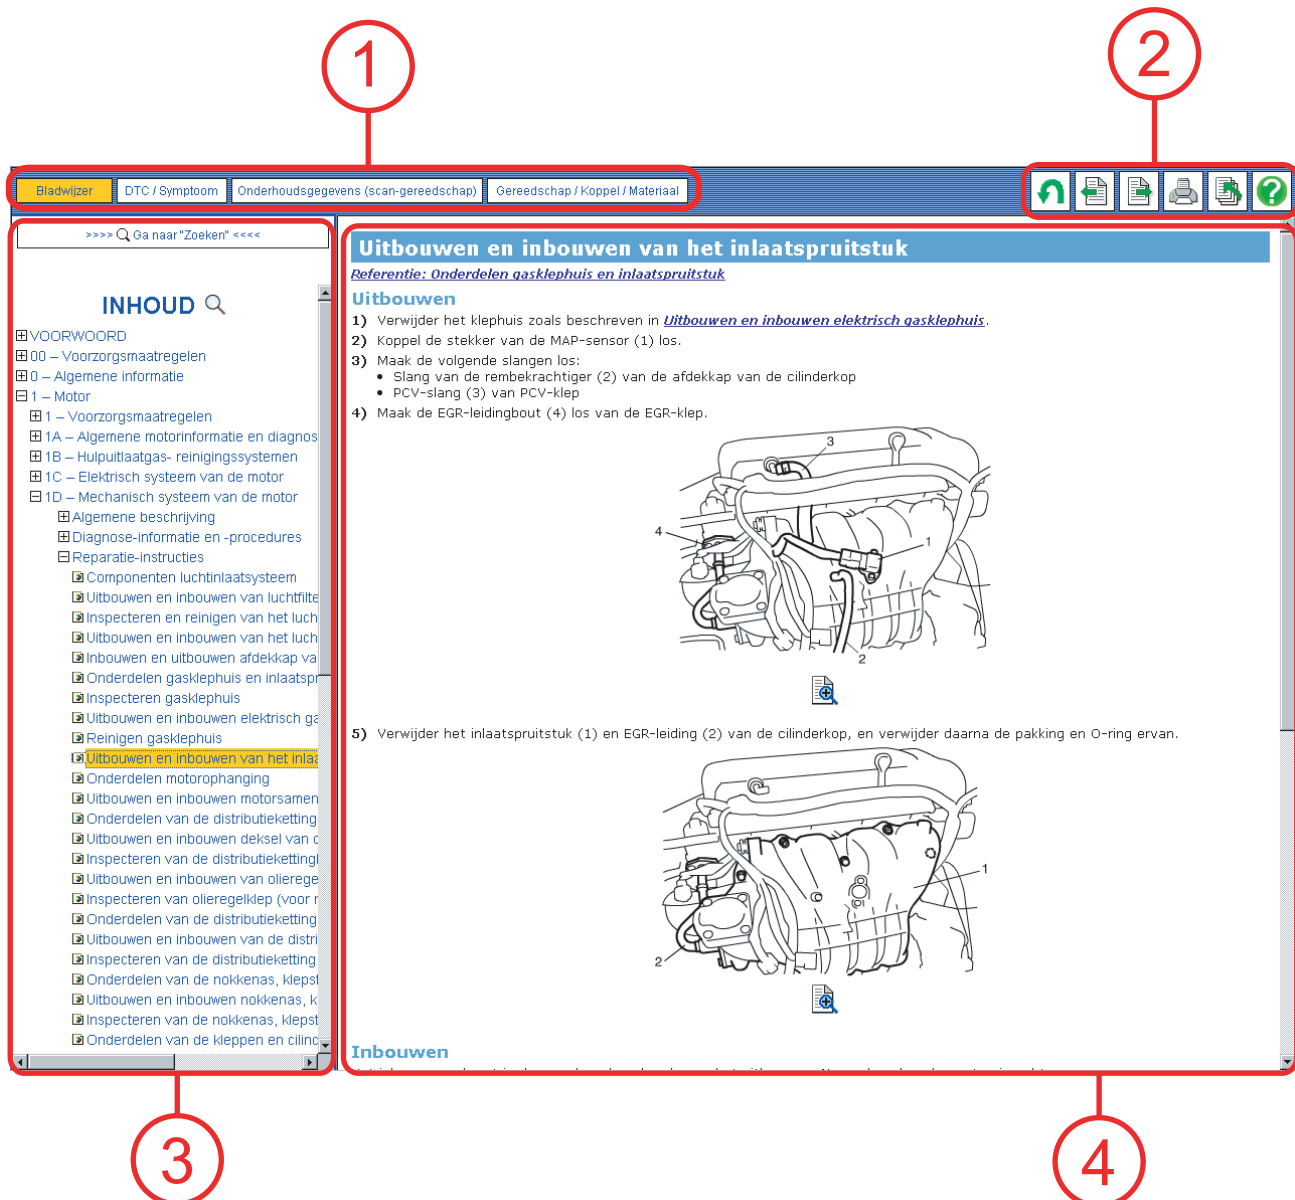 1
2
Bladwijzer
DTC / Symptoom
Onderhoudsgegevens (scan-gereedschap)
Gereedschap / Koppel / Materiaal
>>>> Ga naar "Zoeken" <<<<
INHOUD
VOORWOORD
00 – Voorzorgsmaatregelen
0 – Algemene informatie
1 – Motor
1 – Voorzorgsmaatregelen
1A – Algemene motorinformatie en diagnos
1B – Hulpuitlaatgas- reinigingssystemen
1C – Elektrisch systeem van de motor
1D – Mechanisch systeem van de motor
Algemene beschrijving
Diagnose-informatie en -procedures
Reparatie-instructies
Componenten luchtinlaatsysteem
Uitbouwen en inbouwen van luchtfilte
Inspecteren en reinigen van het luch
Uitbouwen en inbouwen van het luch
Inbouwen en uitbouwen afdekkap va
Onderdelen gasklephuis en inlaatspr
Inspecteren gasklephuis
Uitbouwen en inbouwen elektrisch ga
Reinigen gasklephuis
Uitbouwen en inbouwen van het inlaa
Onderdelen motorophanging
Uitbouwen en inbouwen motorsamen
Onderdelen van de distributieketting
Uitbouwen en inbouwen deksel van d
Inspecteren van de distributiekettingl
Uitbouwen en inbouwen van olierege
Inspecteren van olieregelklep (voor r
Onderdelen van de distributieketting
Uitbouwen en inbouwen van de distri
Inspecteren van de distributieketting
Onderdelen van de nokkenas, klepst
Uitbouwen en inbouwen nokkenas, k
Inspecteren van de nokkenas, klepst
Onderdelen van de kleppen en cilind
Uitbouwen en inbouwen van het inlaatspruitstuk
Referentie: Onderdelen gasklephuis en inlaatspruitstuk
Uitbouwen
1) Verwijder het klephuis zoals beschreven in Uitbouwen en inbouwen elektrisch gasklephuis.
2) Koppel de stekker van de MAP-sensor (1) los.
3) Maak de volgende slangen los:
• Slang van de rembekrachtiger (2) van de afdekkap van de cilinderkop
• PCV-slang (3) van PCV-klep
4) Maak de EGR-leidingbout (4) los van de EGR-klep.
3
4
1
2
5) Verwijder het inlaatspruitstuk (1) en EGR-leiding (2) van de cilinderkop, en verwijder daarna de pakking en O-ring ervan.
1
2
Inbouwen
3
4